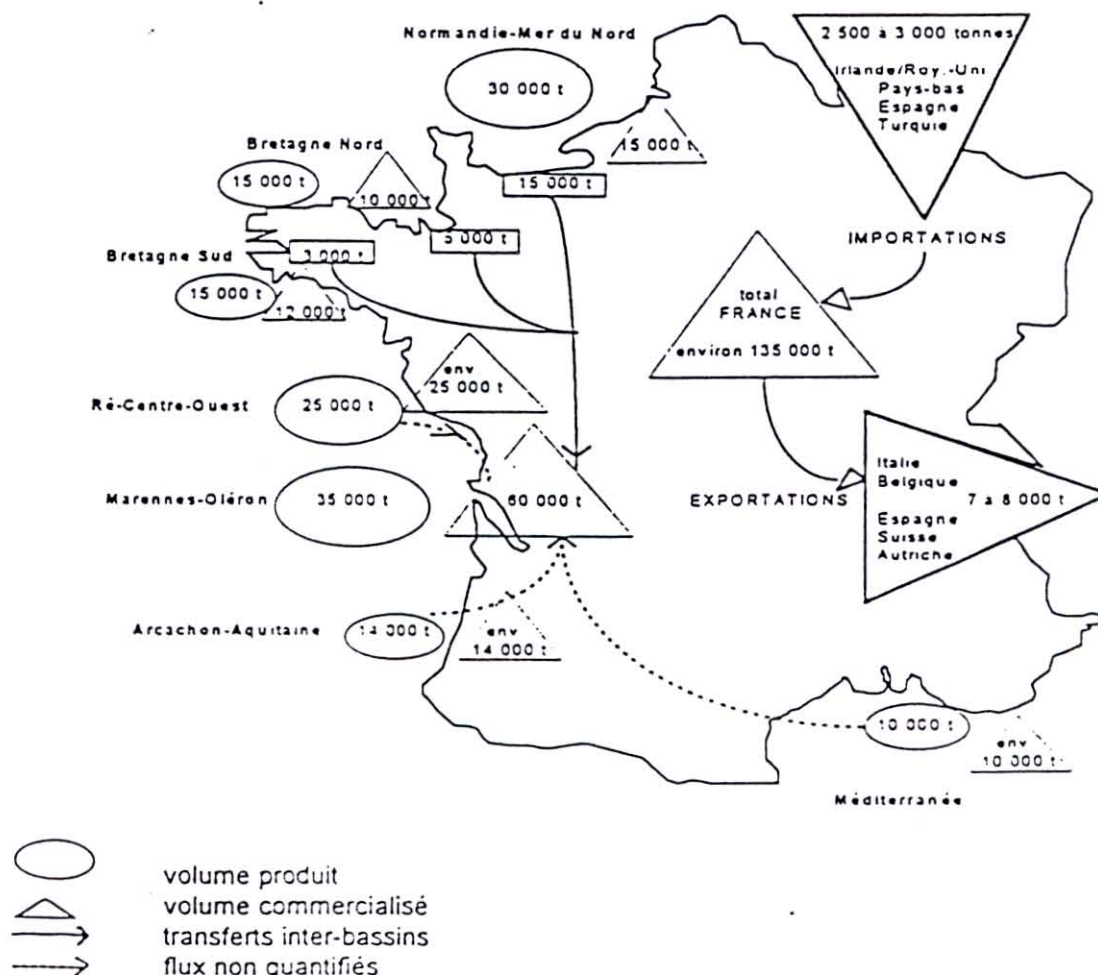 Normandie-Mer du Nord
30 000 t
15 000 t
15 000 t
2 500 à 3 000 tonnes
Irlande/Roy.-Uni
Pays-bas
Espagne
Turquie
IMPORTATIONS
Bretagne Nord
15 000 t
10 000 t
5 000 t
Bretagne Sud
3 000 t
15 000 t
12 000 t
total
FRANCE
environ 135 000 t
Ré-Centre-Ouest
25 000 t
env
25 000 t
Marennes-Oléron
35 000 t
60 000 t
EXPORTATIONS
Italie
Belgique
7 à 8 000 t
Espagne
Suisse
Autriche
Arcachon-Aquitaine
14 000 t
env
14 000 t
10 000 t
env
10 000 t
Méditerranée
volume produit
volume commercialisé
transferts inter-bassins
flux non quantifiés